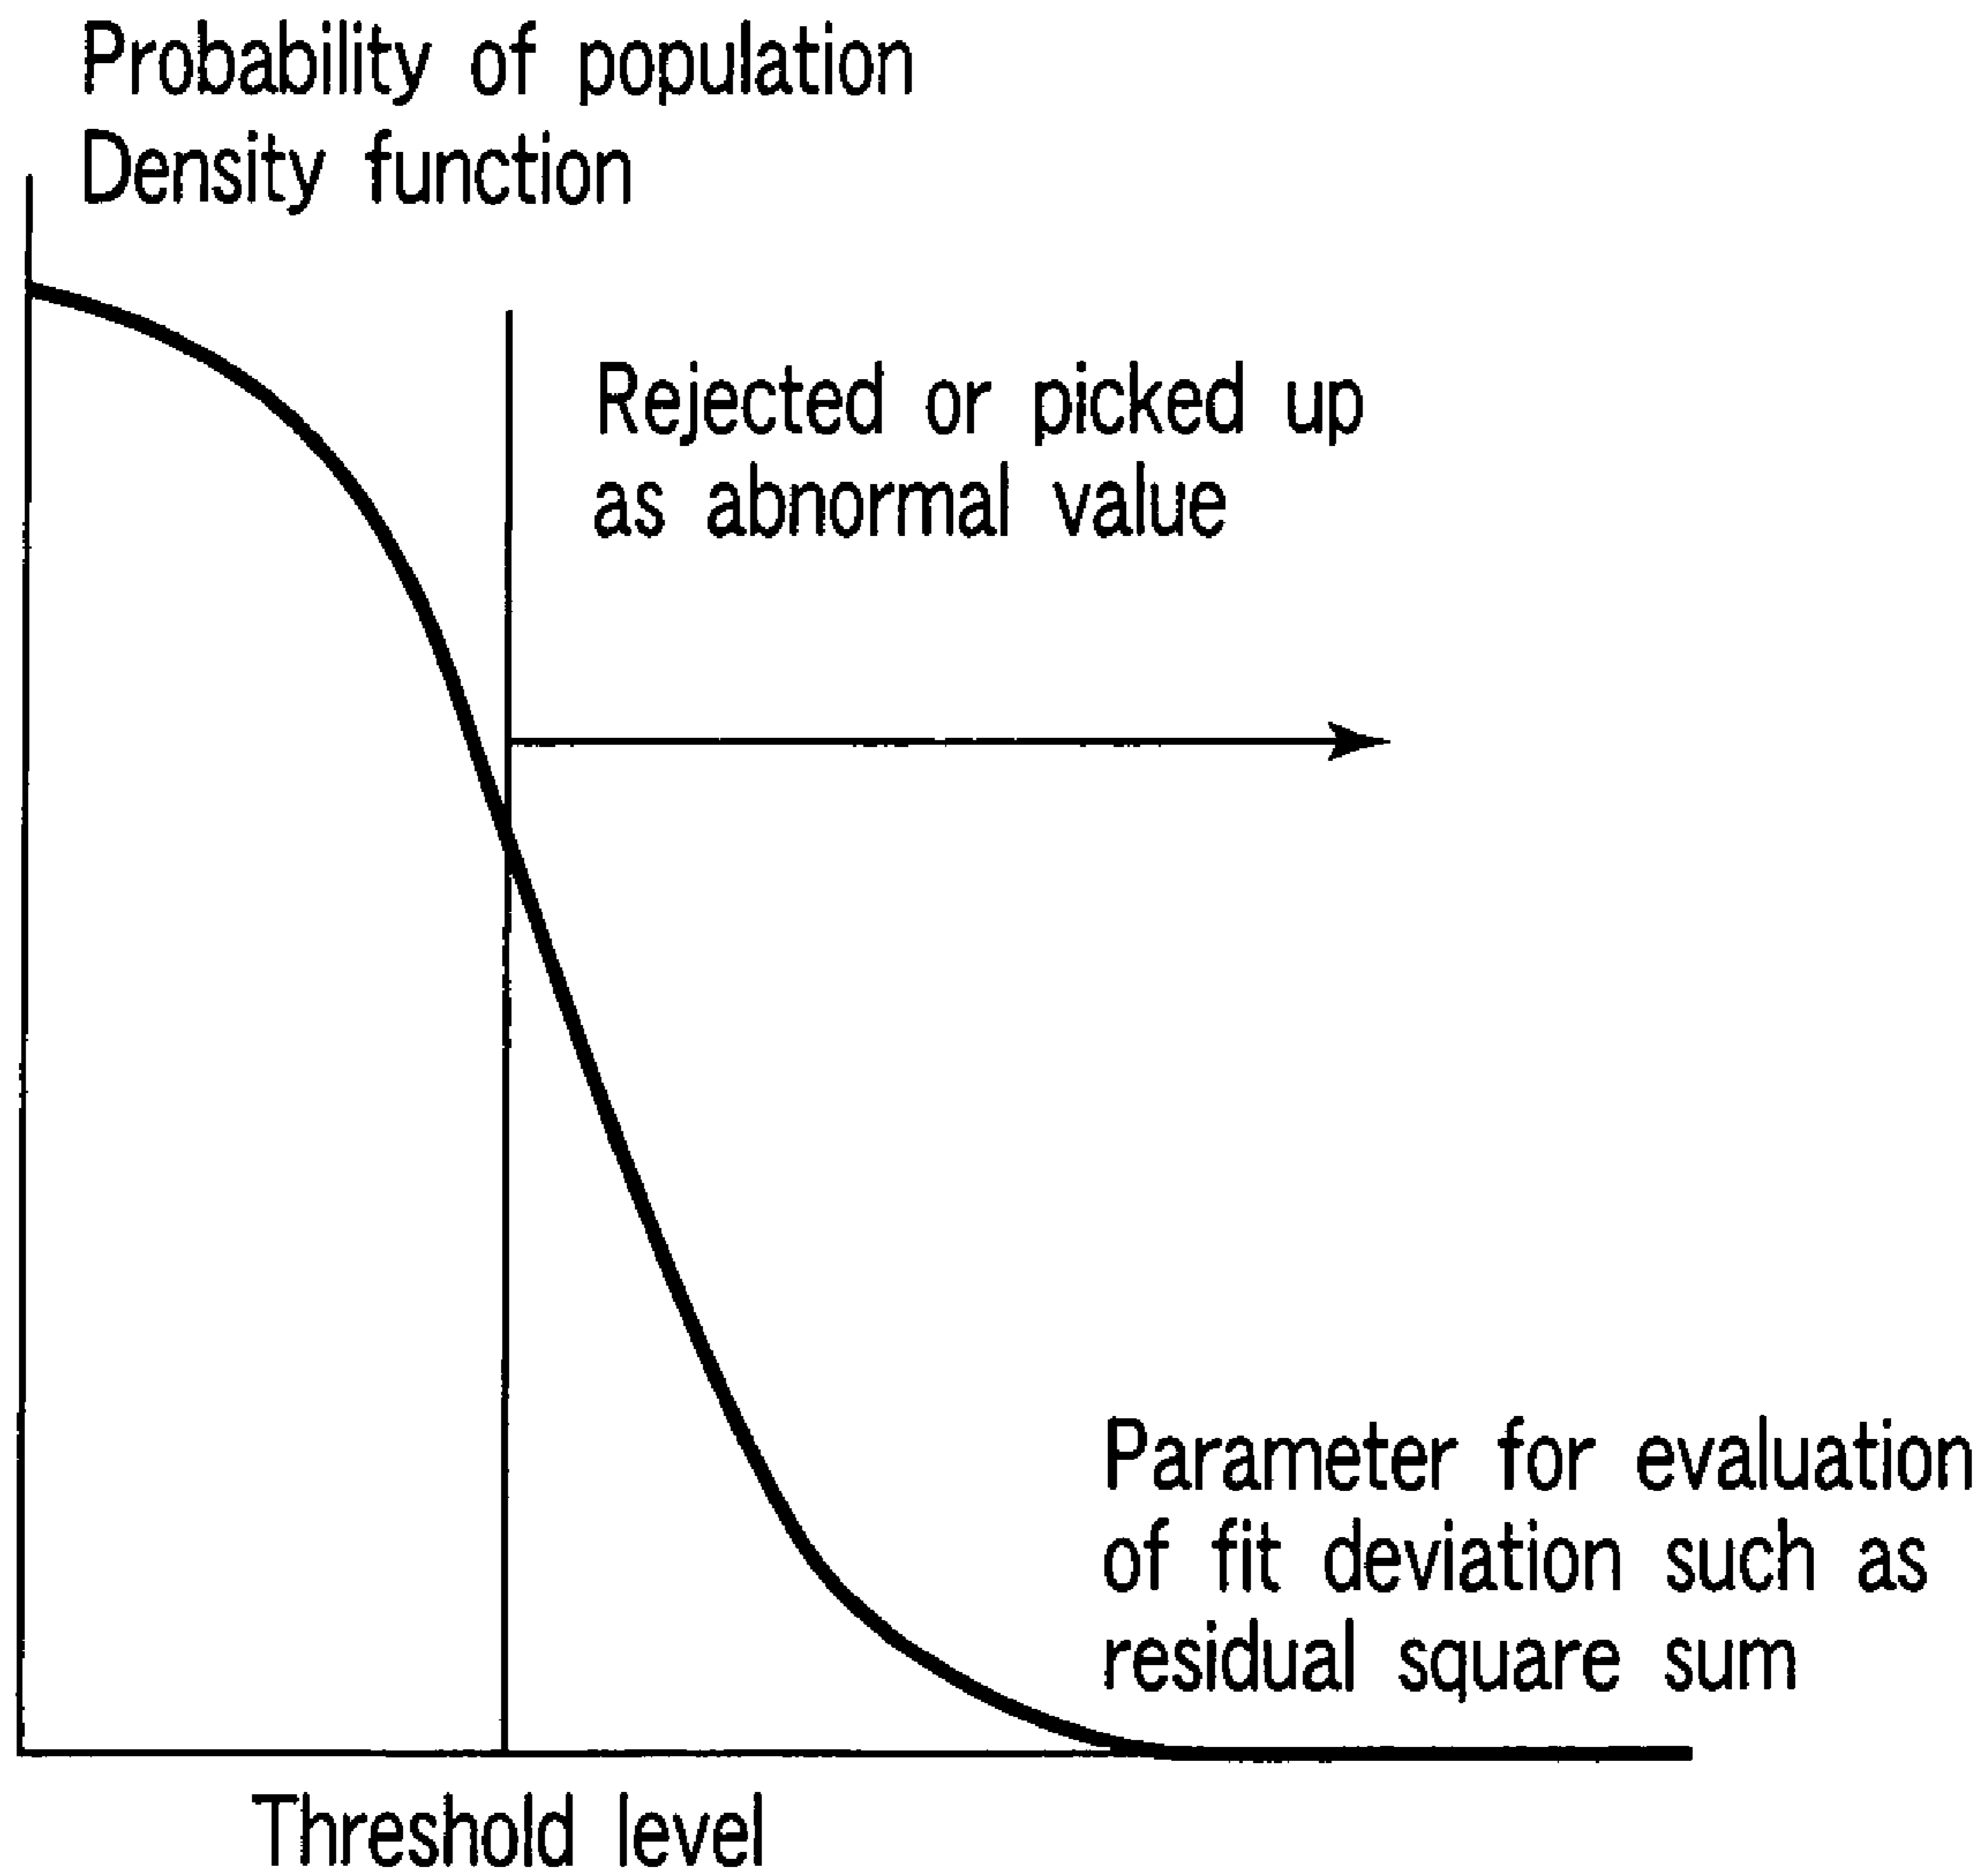 Probability of population
Density function
Rejected or picked up
as abnormal value
Parameter for evaluation
of fit deviation such as
residual square sum
Threshold level